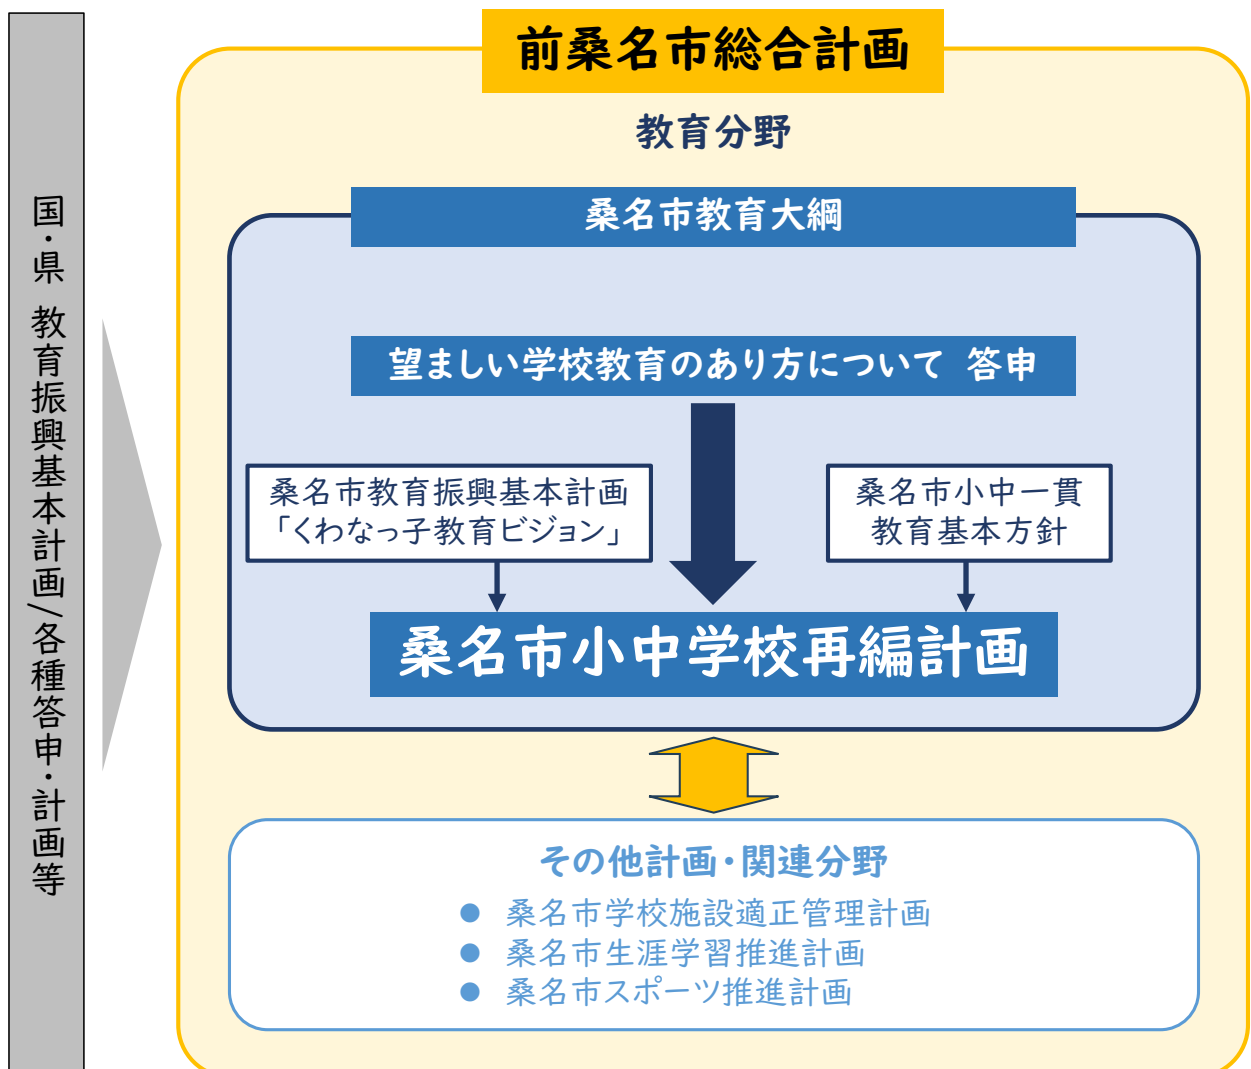 前桑名市総合計画
教育分野
国・県 教育振興基本計画/各種答申・計画等
桑名市教育大綱
望ましい学校教育のあり方について 答申
桑名市教育振興基本計画
「くわなっ子教育ビジョン」
桑名市小中一貫
教育基本方針
桑名市小中学校再編計画
その他計画・関連分野
● 桑名市学校施設適正管理計画
● 桑名市生涯学習推進計画
● 桑名市スポーツ推進計画